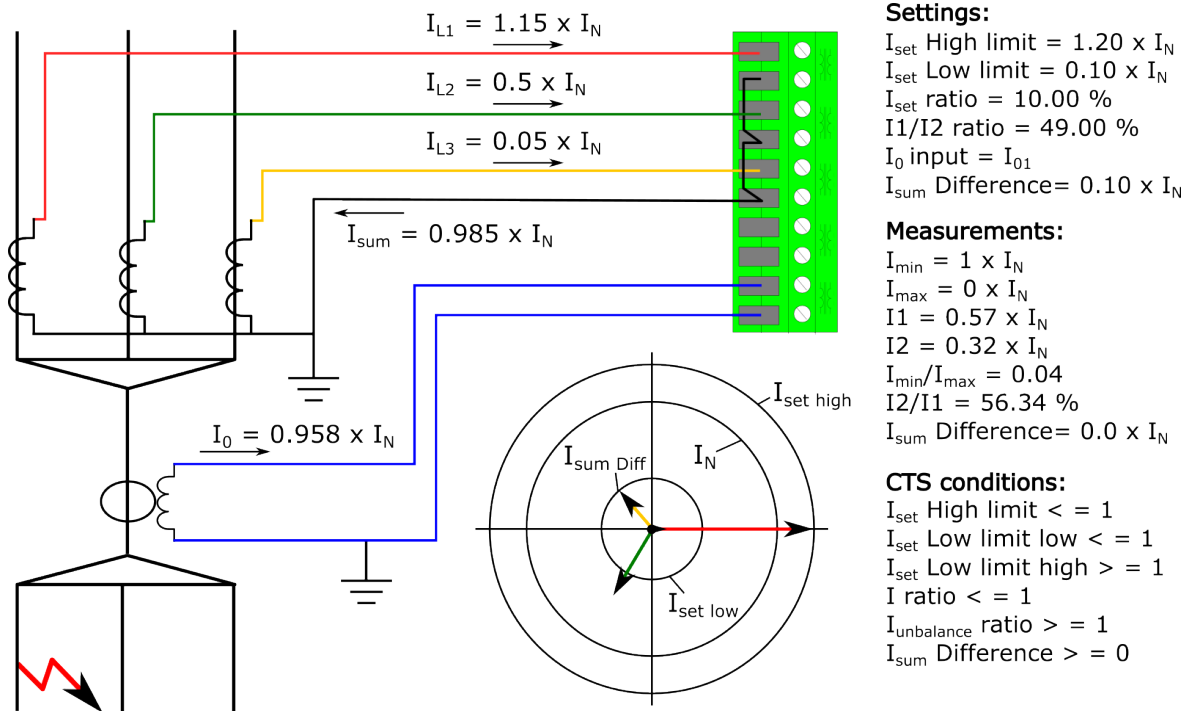 I_L1 = 1.15 x I_N
I_L2 = 0.5 x I_N
I_L3 = 0.05 x I_N
I_sum = 0.985 x I_N
I_0 = 0.958 x I_N
I_set high
I_sum Diff
I_N
I_set low
Settings:
I_set High limit = 1.20 x I_N
I_set Low limit = 0.10 x I_N
I_set ratio = 10.00 %
I1/I2 ratio = 49.00 %
I_0 input = I_01
I_sum Difference= 0.10 x I_N
Measurements:
I_min = 1 x I_N
I_max = 0 x I_N
I1 = 0.57 x I_N
I2 = 0.32 x I_N
I_min/I_max = 0.04
I2/I1 = 56.34 %
I_sum Difference= 0.0 x I_N
CTS conditions:
I_set High limit < = 1
I_set Low limit low < = 1
I_set Low limit high > = 1
I ratio < = 1
I_unbalance ratio > = 1
I_sum Difference > = 0